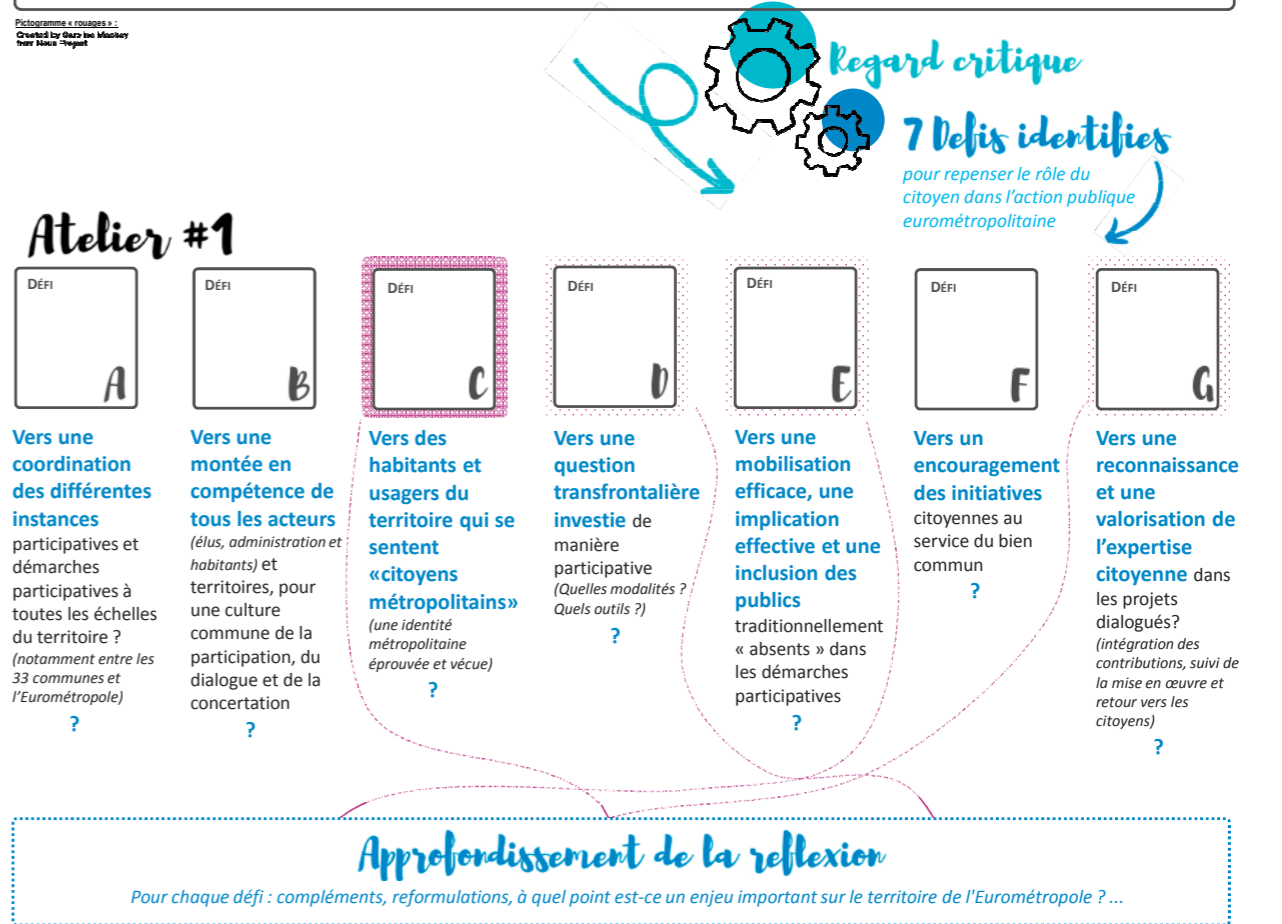 Pictogramme « rouages » :
Created by
from Noun Project
Regard critique
7 Defis identifies
pour repenser le rôle du
citoyen dans l'action publique
eurométropolitaine
Atelier #1
DÉFI
A
Vers une
coordination
des différentes
instances
participatives et
démarches
participatives à
toutes les échelles
du territoire ?
(notamment entre les
33 communes et
l'Eurométropole)
?
DÉFI
B
Vers une
montée en
compétence de
tous les acteurs
(élus, administration et
habitants) et
territoires, pour
une culture
commune de la
participation, du
dialogue et de la
concertation
?
DÉFI
C
Vers des
habitants et
usagers du
territoire qui se
sentent
«citoyens
métropolitains»
(une identité
métropolitaine
éprouvée et vécue)
?
DÉFI
D
Vers une
question
transfrontalière
investie de
manière
participative
(Quelles modalités ?
Quels outils ?)
?
DÉFI
E
Vers une
mobilisation
efficace, une
implication
effective et une
inclusion des
publics
traditionnellement
« absents » dans
les démarches
participatives
?
DÉFI
F
Vers un
encouragement
des initiatives
citoyennes au
service du bien
commun
?
DÉFI
G
Vers une
reconnaissance
et une
valorisation de
l'expertise
citoyenne dans
les projets
dialogués?
(intégration des
contributions, suivi de
la mise en œuvre et
retour vers les
citoyens)
?
Approfondissement de la reflexion
Pour chaque défi : compléments, reformulations, à quel point est-ce un enjeu important sur le territoire de l'Eurométropole ? ...